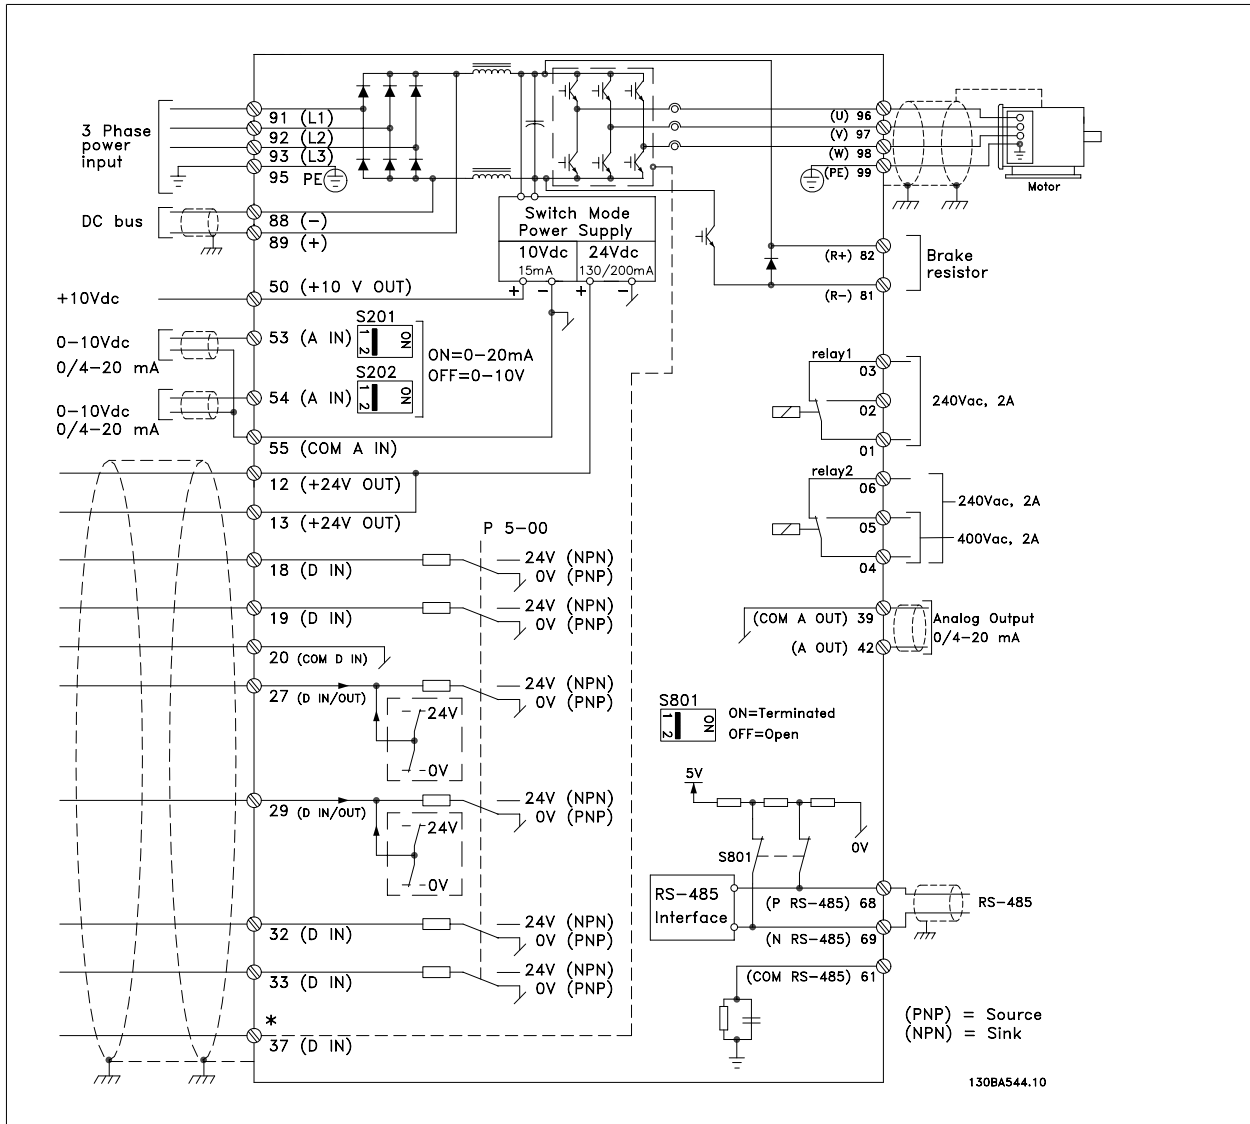 3 Phase
power
input
91 (L1)
92 (L2)
93 (L3)
95 PE
DC bus
88 (-)
89 (+)
+10Vdc
50 (+10 V OUT)
0-10Vdc
0/4-20 mA
53 (A IN)
S201
1 2
ON
ON=0-20mA
OFF=0-10V
0-10Vdc
0/4-20 mA
54 (A IN)
S202
1 2
ON
55 (COM A IN)
12 (+24V OUT)
13 (+24V OUT)
P 5-00
18 (D IN)
24V (NPN)
0V (PNP)
19 (D IN)
24V (NPN)
0V (PNP)
20 (COM D IN)
27 (D IN/OUT)
24V (NPN)
0V (PNP)
24V
0V
29 (D IN/OUT)
24V (NPN)
0V (PNP)
24V
0V
32 (D IN)
24V (NPN)
0V (PNP)
33 (D IN)
24V (NPN)
0V (PNP)
*
37 (D IN)
Switch Mode
Power Supply
10Vdc
15mA
24Vdc
130/200mA
+ - + -
(U) 96
(V) 97
(W) 98
(PE) 99
Motor
(R+) 82
(R-) 81
Brake
resistor
relay1
03
02
01
240Vac, 2A
relay2
06
05
04
240Vac, 2A
400Vac, 2A
(COM A OUT) 39
(A OUT) 42
Analog Output
0/4-20 mA
S801
1 2
ON
ON=Terminated
OFF=Open
5V
S801
0V
RS-485
Interface
(P RS-485) 68
(N RS-485) 69
RS-485
(COM RS-485) 61
(PNP) = Source
(NPN) = Sink
130BA544.10